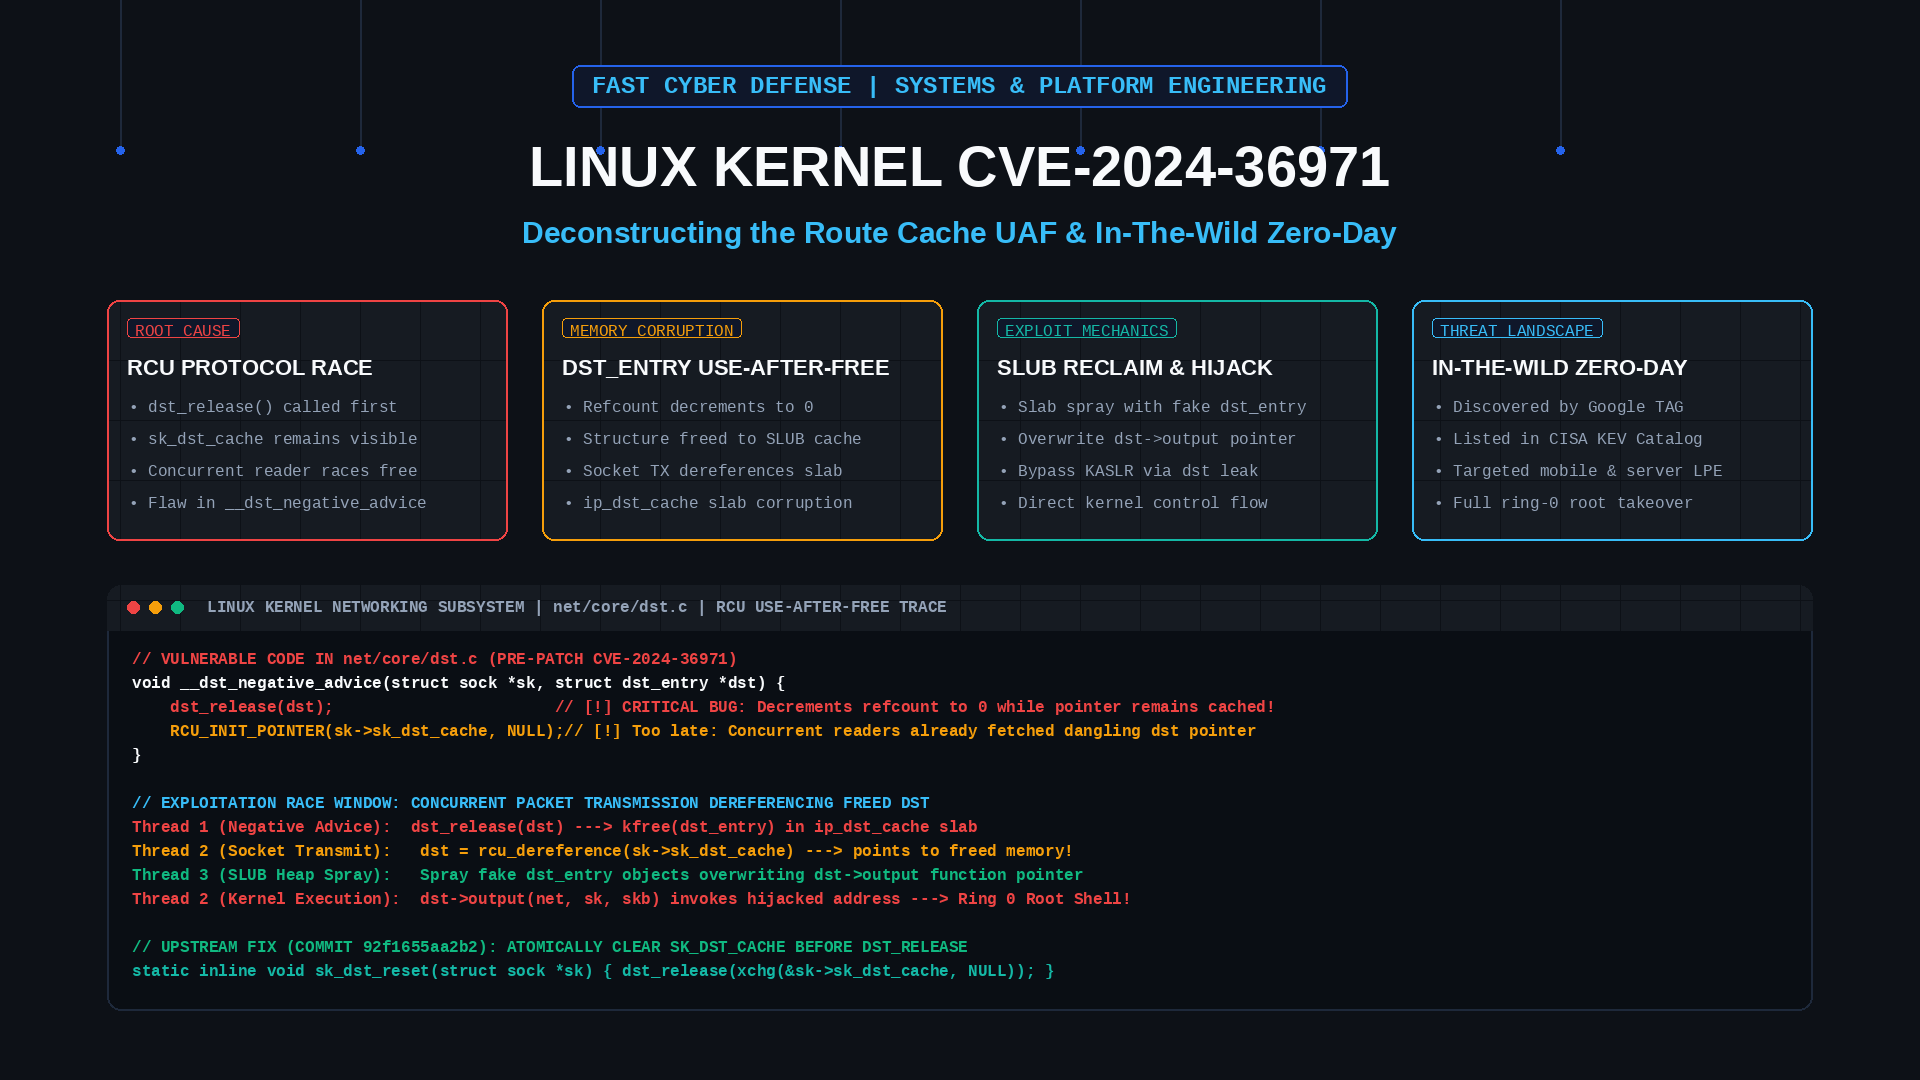 FAST CYBER DEFENSE | SYSTEMS & PLATFORM ENGINEERING
LINUX KERNEL CVE-2024-36971
Deconstructing the Route Cache UAF & In-The-Wild Zero-Day
ROOT CAUSE
RCU PROTOCOL RACE
• dst_release() called first
• sk_dst_cache remains visible
• Concurrent reader races free
• Flaw in __dst_negative_advice
MEMORY CORRUPTION
DST_ENTRY USE-AFTER-FREE
• Refcount decrements to 0
• Structure freed to SLUB cache
• Socket TX dereferences slab
• ip_dst_cache slab corruption
EXPLOIT MECHANICS
SLUB RECLAIM & HIJACK
• Slab spray with fake dst_entry
• Overwrite dst->output pointer
• Bypass KASLR via dst leak
• Direct kernel control flow
THREAT LANDSCAPE
IN-THE-WILD ZERO-DAY
• Discovered by Google TAG
• Listed in CISA KEV Catalog
• Targeted mobile & server LPE
• Full ring-0 root takeover
LINUX KERNEL NETWORKING SUBSYSTEM | net/core/dst.c | RCU USE-AFTER-FREE TRACE
// VULNERABLE CODE IN net/core/dst.c (PRE-PATCH CVE-2024-36971)
void __dst_negative_advice(struct sock *sk, struct dst_entry *dst) {
    dst_release(dst);                       // [!] CRITICAL BUG: Decrements refcount to 0 while pointer remains cached!
    RCU_INIT_POINTER(sk->sk_dst_cache, NULL);// [!] Too late: Concurrent readers already fetched dangling dst pointer
}
// EXPLOITATION RACE WINDOW: CONCURRENT PACKET TRANSMISSION DEREFERENCING FREED DST
Thread 1 (Negative Advice):  dst_release(dst) ---> kfree(dst_entry) in ip_dst_cache slab
Thread 2 (Socket Transmit):   dst = rcu_dereference(sk->sk_dst_cache) ---> points to freed memory!
Thread 3 (SLUB Heap Spray):   Spray fake dst_entry objects overwriting dst->output function pointer
Thread 2 (Kernel Execution):  dst->output(net, sk, skb) invokes hijacked address ---> Ring 0 Root Shell!
// UPSTREAM FIX (COMMIT 92f1655aa2b2): ATOMICALLY CLEAR SK_DST_CACHE BEFORE DST_RELEASE
static inline void sk_dst_reset(struct sock *sk) { dst_release(xchg(&sk->sk_dst_cache, NULL)); }